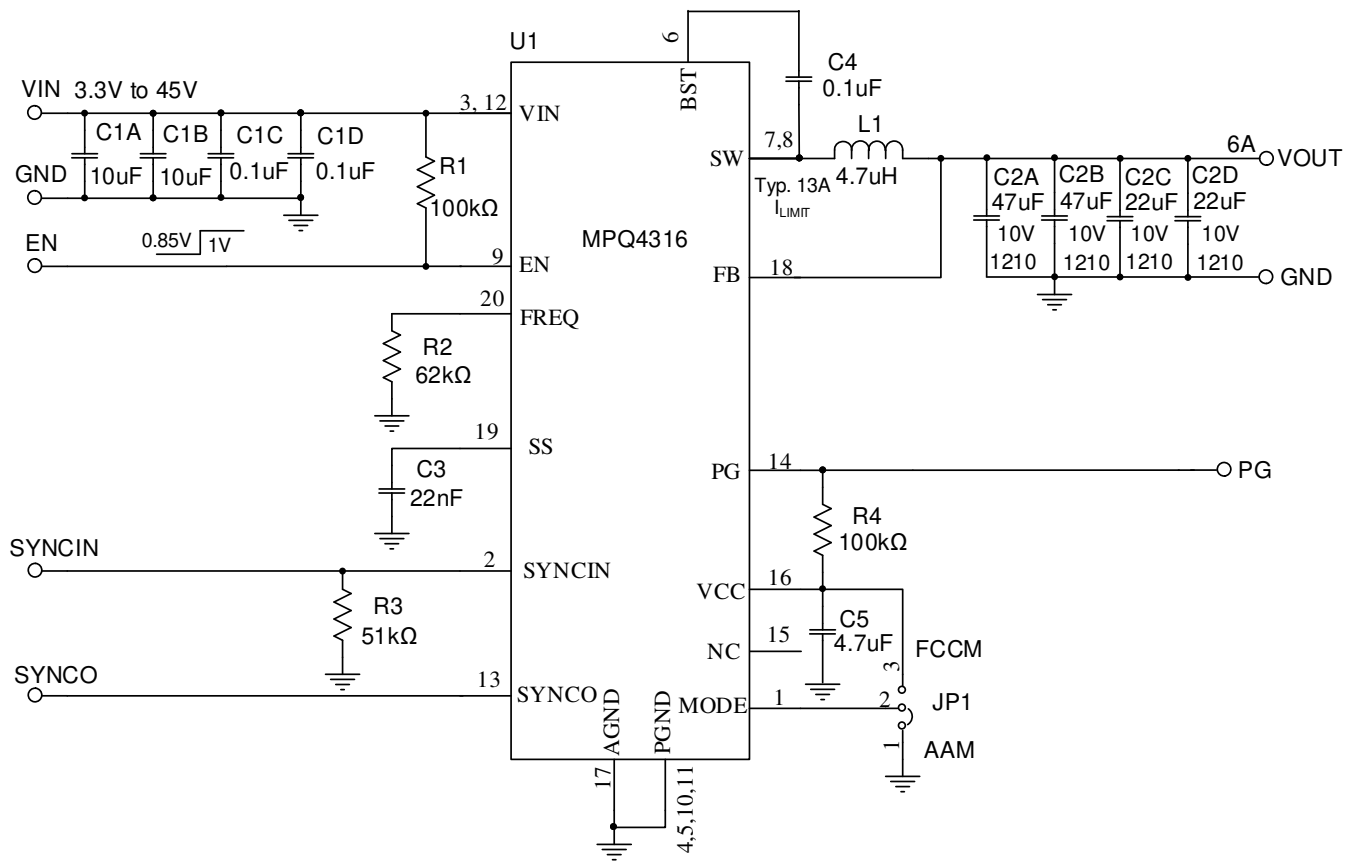 U1
VIN 3.3V to 45V
C1A
10uF
C1B
10uF
C1C
0.1uF
C1D
0.1uF
GND
R1
100kΩ
EN
0.85V
1V
3, 12
VIN
9
EN
20
FREQ
R2
62kΩ
19
SS
C3
22nF
SYNCIN
2
SYNCIN
R3
51kΩ
SYNCO
13
SYNCO
MPQ4316
6
BST
C4
0.1uF
7,8
SW
L1
4.7uH
Typ. 13A
ILIMIT
6A
VOUT
C2A
47uF
10V
1210
C2B
47uF
10V
1210
C2C
22uF
10V
1210
C2D
22uF
10V
1210
GND
FB
18
PG
14
PG
R4
100kΩ
VCC
16
C5
4.7uF
NC
15
FCCM
3
MODE
1
2
JP1
1
AAM
AGND
17
PGND
4,5,10,11